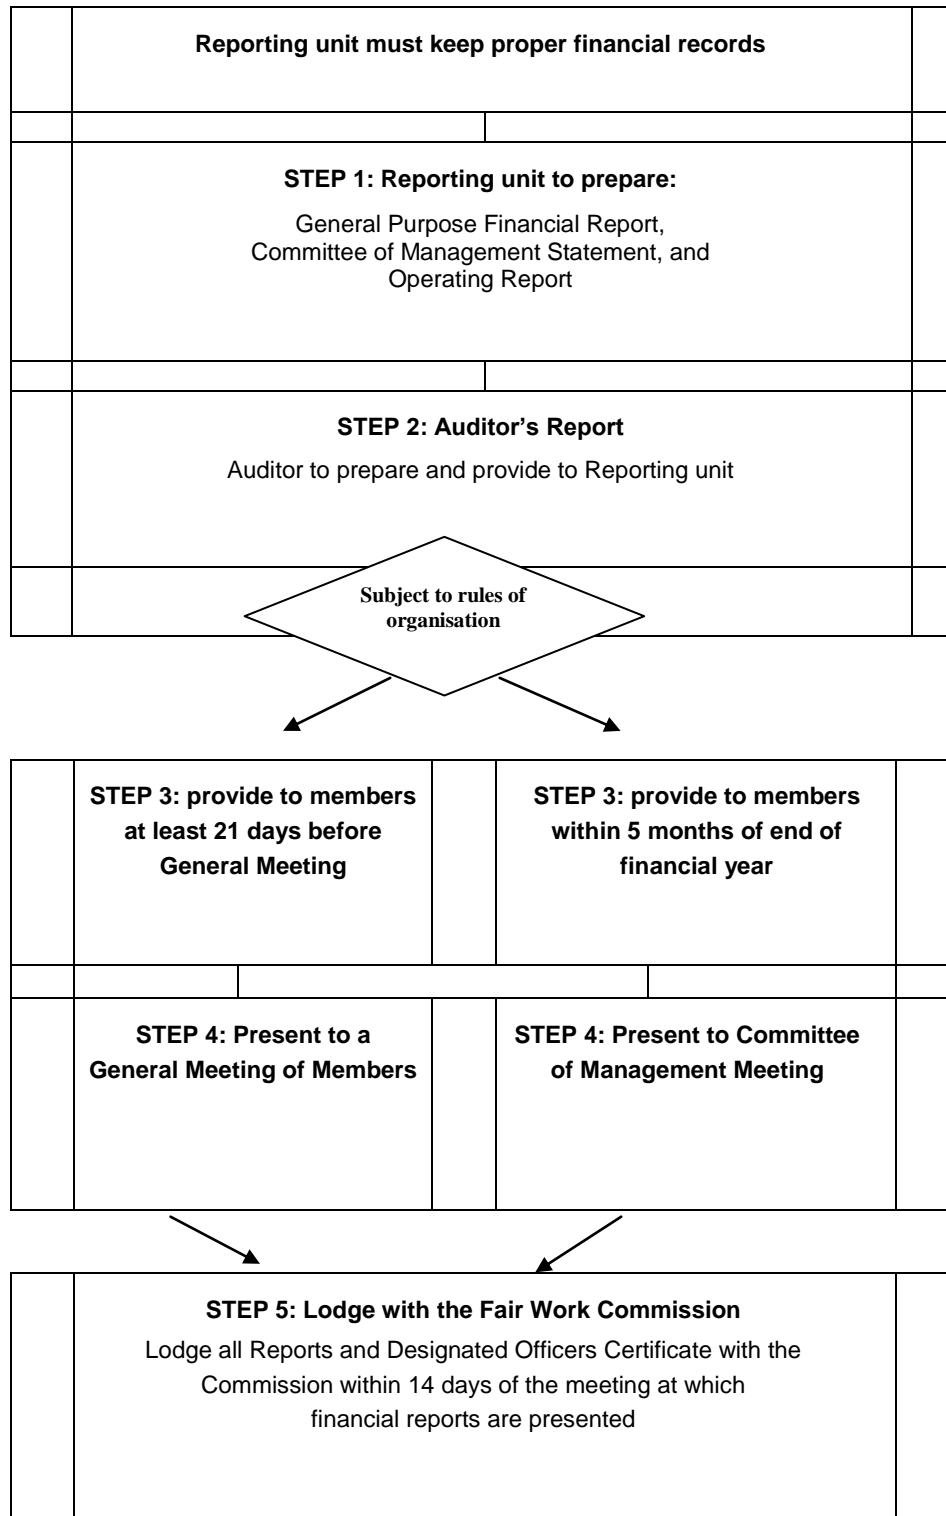 Reporting unit must keep proper financial records
STEP 1: Reporting unit to prepare:
General Purpose Financial Report,
Committee of Management Statement, and
Operating Report
STEP 2: Auditor’s Report
Auditor to prepare and provide to Reporting unit
Subject to rules of
organisation
STEP 3: provide to members
at least 21 days before
General Meeting
STEP 3: provide to members
within 5 months of end of
financial year
STEP 4: Present to a
General Meeting of Members
STEP 4: Present to Committee
of Management Meeting
STEP 5: Lodge with the Fair Work Commission
Lodge all Reports and Designated Officers Certificate with the
Commission within 14 days of the meeting at which
financial reports are presented